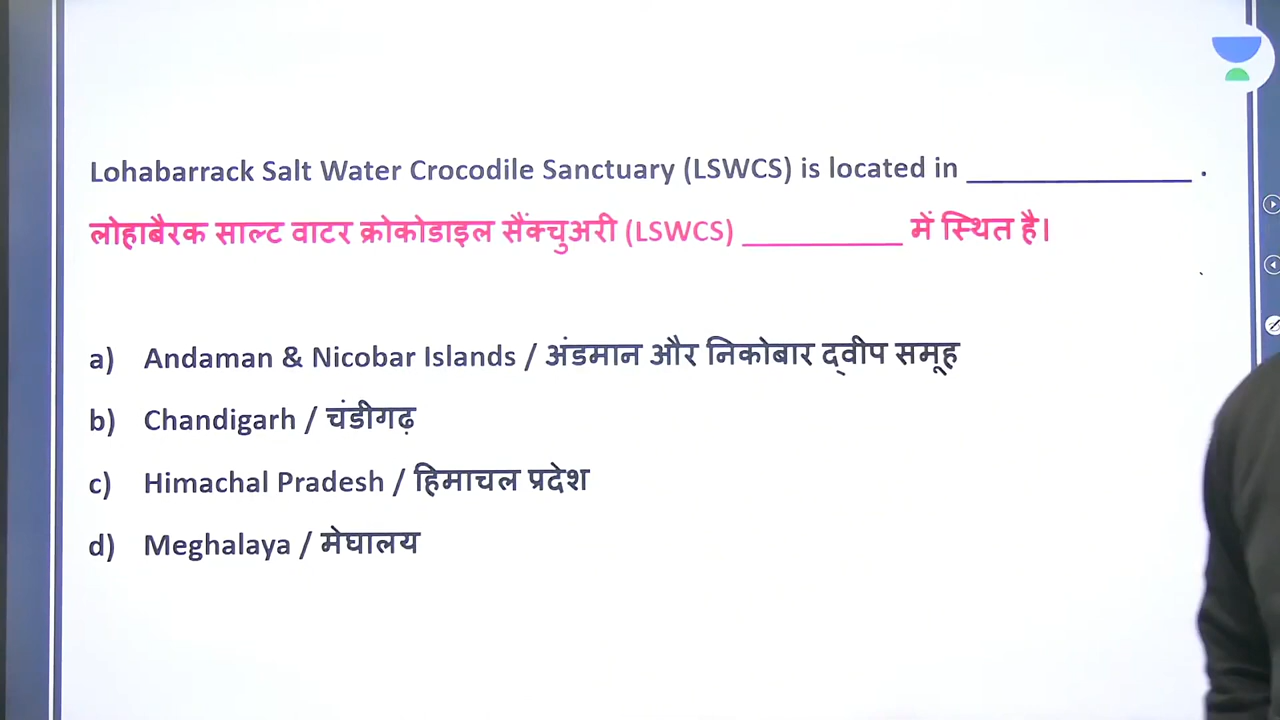 Lohabarrack Salt Water Crocodile Sanctuary (LSWCS) is located in _______________ .
लोहाबैरक साल्ट वाटर क्रोकोडाइल सैंक्चुअरी (LSWCS) ___________ में स्थित है।
a) Andaman & Nicobar Islands / अंडमान और निकोबार द्वीप समूह
b) Chandigarh / चंडीगढ़
c) Himachal Pradesh / हिमाचल प्रदेश
d) Meghalaya / मेघालय